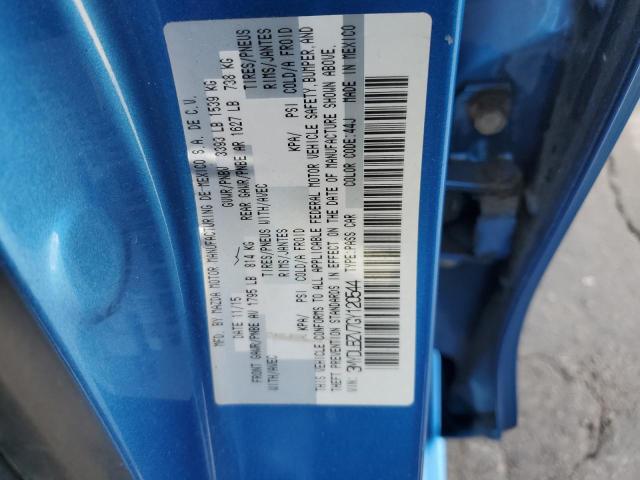 MFD. BY MAZDA MOTOR MANUFACTURING DE MEXICO S.A. DE C.V.
DATE 11/15 GVWR/PNBV 3393 LB 1539 KG
FRONT GAWR/PNBE AV 1795 LB 814 KG REAR GAWR/PNBE AR 1627 LB 738 KG
WITH/AVEC TIRES/PNEUS WITH/AVEC TIRES/PNEUS
RIMS/JANTES RIMS/JANTES
KPA/ PSI COLD/A FROID KPA/ PSI COLD/A FROID
THIS VEHICLE CONFORMS TO ALL APPLICABLE FEDERAL MOTOR VEHICLE SAFETY, BUMPER, AND
THEFT PREVENTION STANDARDS IN EFFECT ON THE DATE OF MANUFACTURE SHOWN ABOVE.
TYPE:PASS CAR COLOR CODE:44J MADE IN MEXICO
VIN: